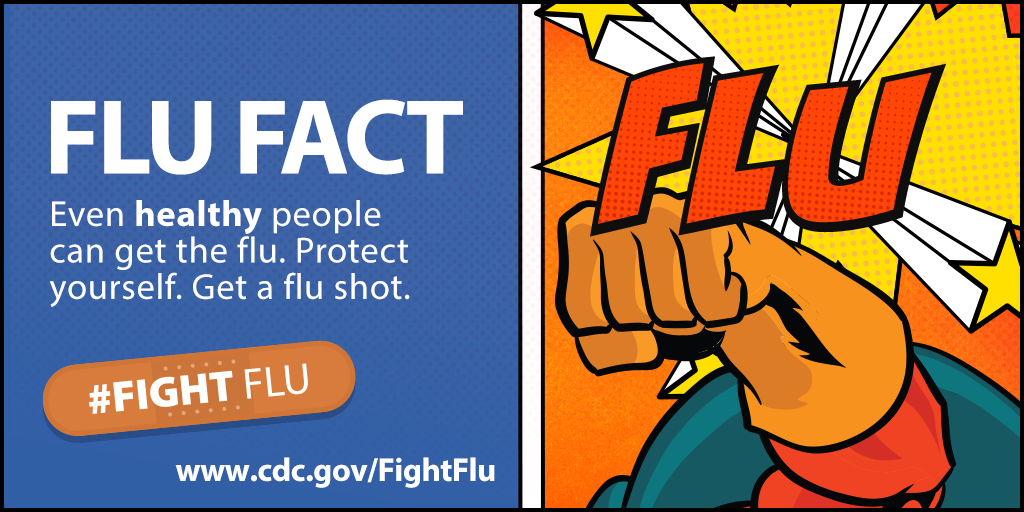 FLU FACT
Even healthy people
can get the flu. Protect
yourself. Get a flu shot.
#FIGHT FLU
www.cdc.gov/FightFlu
FLU